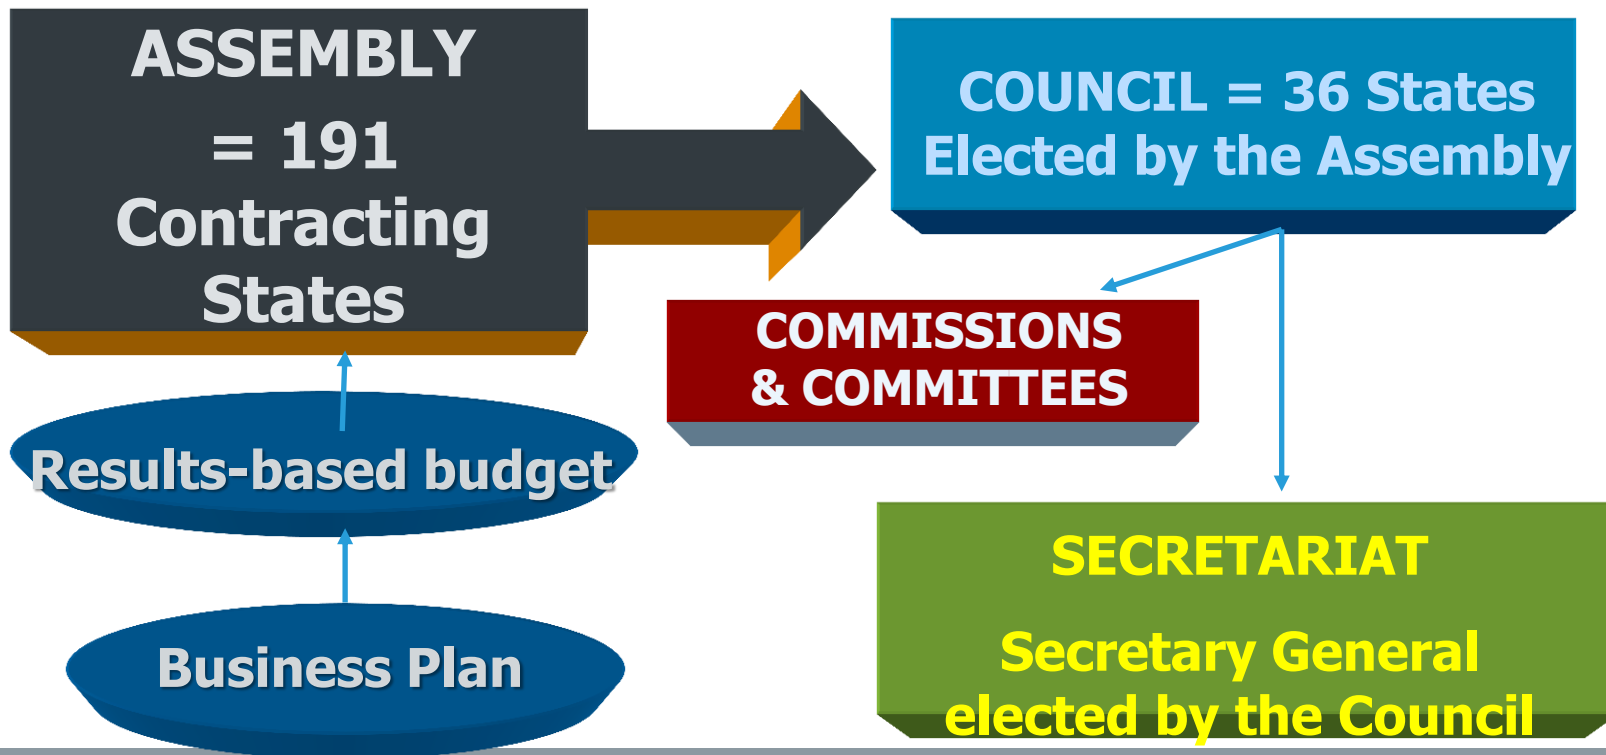 ASSEMBLY
= 191
Contracting
States
COUNCIL = 36 States
Elected by the Assembly
COMMISSIONS
& COMMITTEES
Results-based budget
Business Plan
SECRETARIAT
Secretary General
elected by the Council